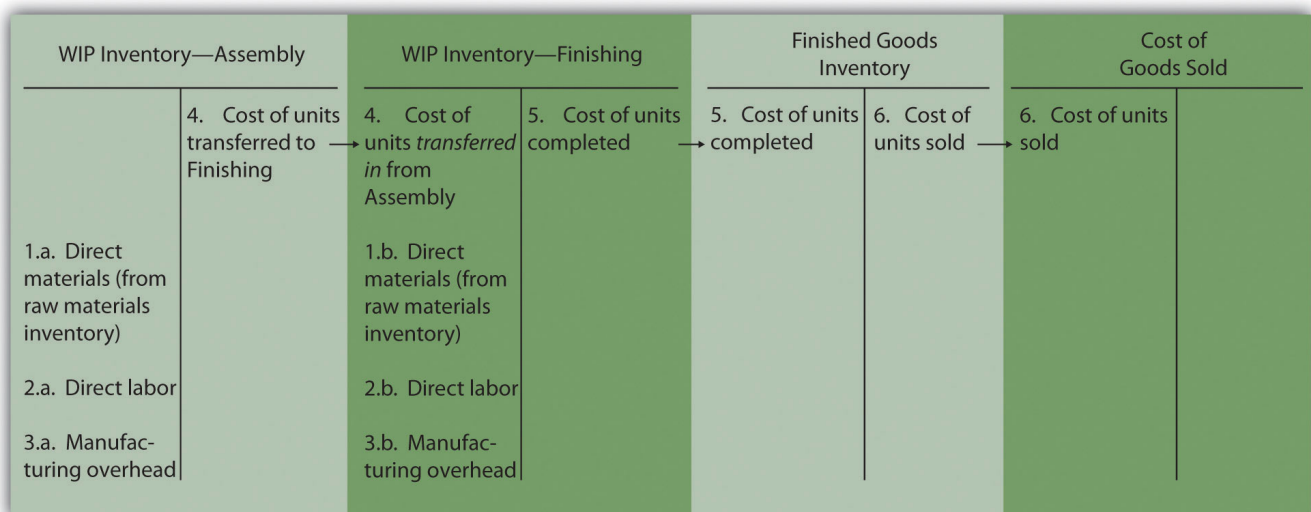 WIP Inventory—Assembly
4. Cost of units
transferred to
Finishing
1.a. Direct
materials (from
raw materials
inventory)
2.a. Direct labor
3.a. Manufac-
turing overhead
WIP Inventory—Finishing
4. Cost of
units transferred
in from
Assembly
1.b. Direct
materials (from
raw materials
inventory)
2.b. Direct labor
3.b. Manufac-
turing overhead
5. Cost of units
completed
Finished Goods
Inventory
5. Cost of units
completed
6. Cost of
units sold
Cost of
Goods Sold
6. Cost of units
sold